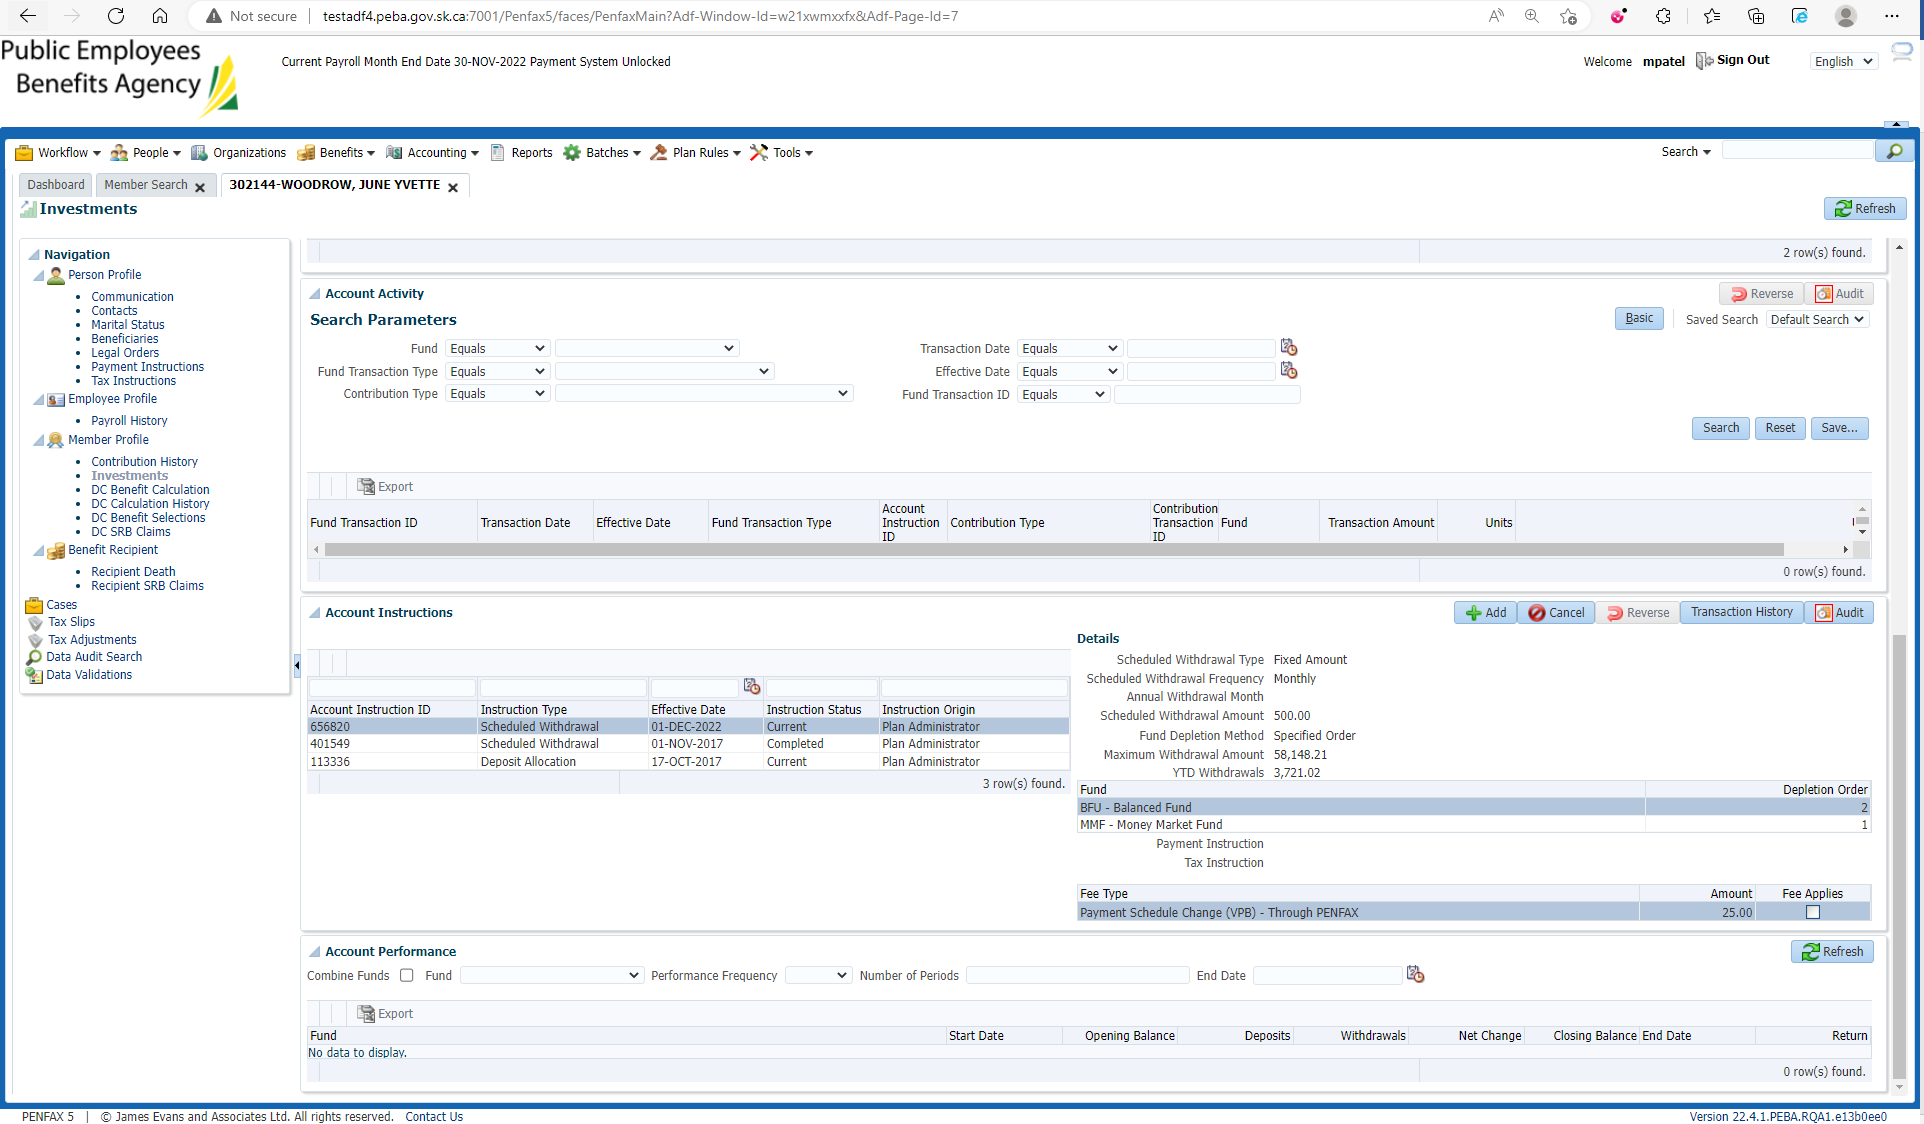 Not secure | testadf4.peba.gov.sk.ca:7001/Penfax5/faces/PenfaxMain?Adf-Window-Id=w21xwmxxfx&Adf-Page-Id=7
Public Employees
Benefits Agency
Current Payroll Month End Date 30-NOV-2022 Payment System Unlocked
Welcome mpatel Sign Out English
Workflow People Organizations Benefits Accounting Reports Batches Plan Rules Tools Search
Dashboard Member Search 302144-WOODROW, JUNE YVETTE
Investments Refresh
Navigation
Person Profile
Communication
Contacts
Marital Status
Beneficiaries
Legal Orders
Payment Instructions
Tax Instructions
Employee Profile
Payroll History
Member Profile
Contribution History
Investments
DC Benefit Calculation
DC Calculation History
DC Benefit Selections
DC SRB Claims
Benefit Recipient
Recipient Death
Recipient SRB Claims
Cases
Tax Slips
Tax Adjustments
Data Audit Search
Data Validations
2 row(s) found.
Account Activity Reverse Audit
Search Parameters Basic Saved Search Default Search
Fund Equals Transaction Date Equals
Fund Transaction Type Equals Effective Date Equals
Contribution Type Equals Fund Transaction ID Equals
Search Reset Save...
Export
Fund Transaction ID Transaction Date Effective Date Fund Transaction Type Account Instruction ID Contribution Type Contribution Transaction ID Fund Transaction Amount Units
0 row(s) found.
Account Instructions Add Cancel Reverse Transaction History Audit
Account Instruction ID Instruction Type Effective Date Instruction Status Instruction Origin
656820 Scheduled Withdrawal 01-DEC-2022 Current Plan Administrator
401549 Scheduled Withdrawal 01-NOV-2017 Completed Plan Administrator
113336 Deposit Allocation 17-OCT-2017 Current Plan Administrator
3 row(s) found.
Details
Scheduled Withdrawal Type Fixed Amount
Scheduled Withdrawal Frequency Monthly
Annual Withdrawal Month
Scheduled Withdrawal Amount 500.00
Fund Depletion Method Specified Order
Maximum Withdrawal Amount 58,148.21
YTD Withdrawals 3,721.02
Fund Depletion Order
BFU - Balanced Fund 2
MMF - Money Market Fund 1
Payment Instruction
Tax Instruction
Fee Type Amount Fee Applies
Payment Schedule Change (VPB) - Through PENFAX 25.00
Account Performance Refresh
Combine Funds Fund Performance Frequency Number of Periods End Date
Export
Fund Start Date Opening Balance Deposits Withdrawals Net Change Closing Balance End Date Return
No data to display.
0 row(s) found.
PENFAX 5 | © James Evans and Associates Ltd. All rights reserved. Contact Us Version 22.4.1.PEBA.RQA1.e13b0ee0